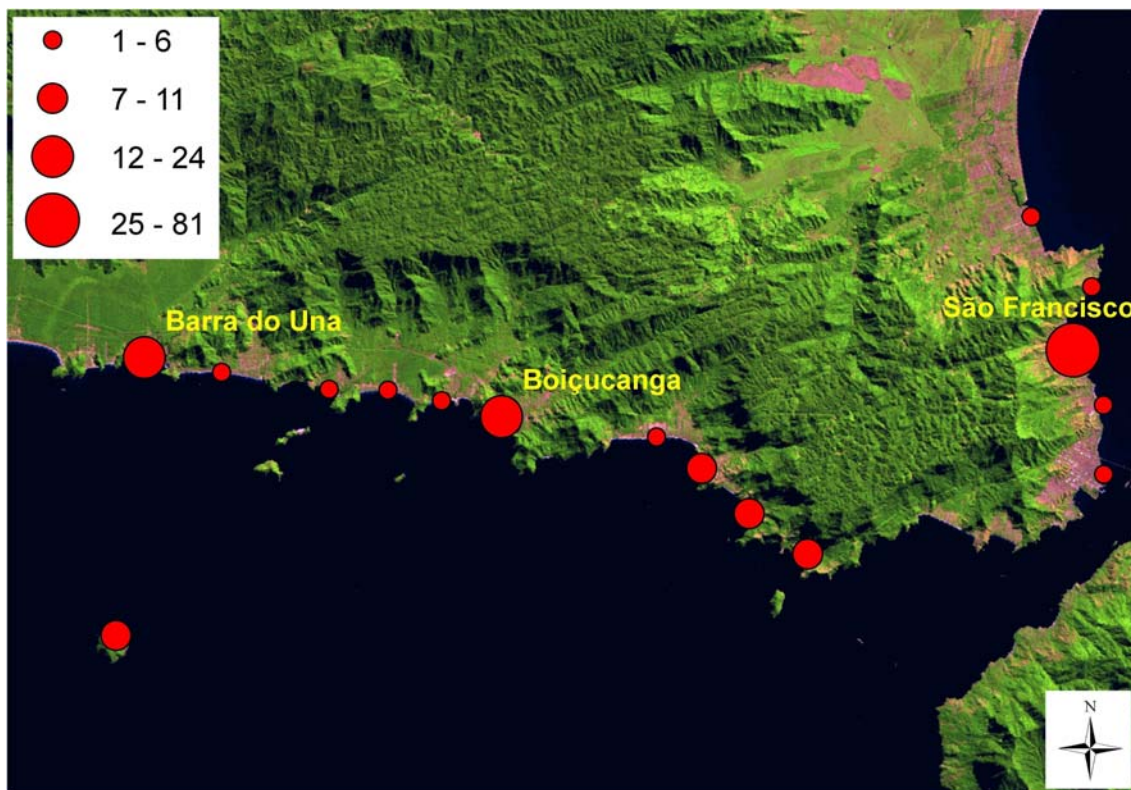 1 - 6
7 - 11
12 - 24
25 - 81
São Francisco
Barra do Una
Boiçucanga
N